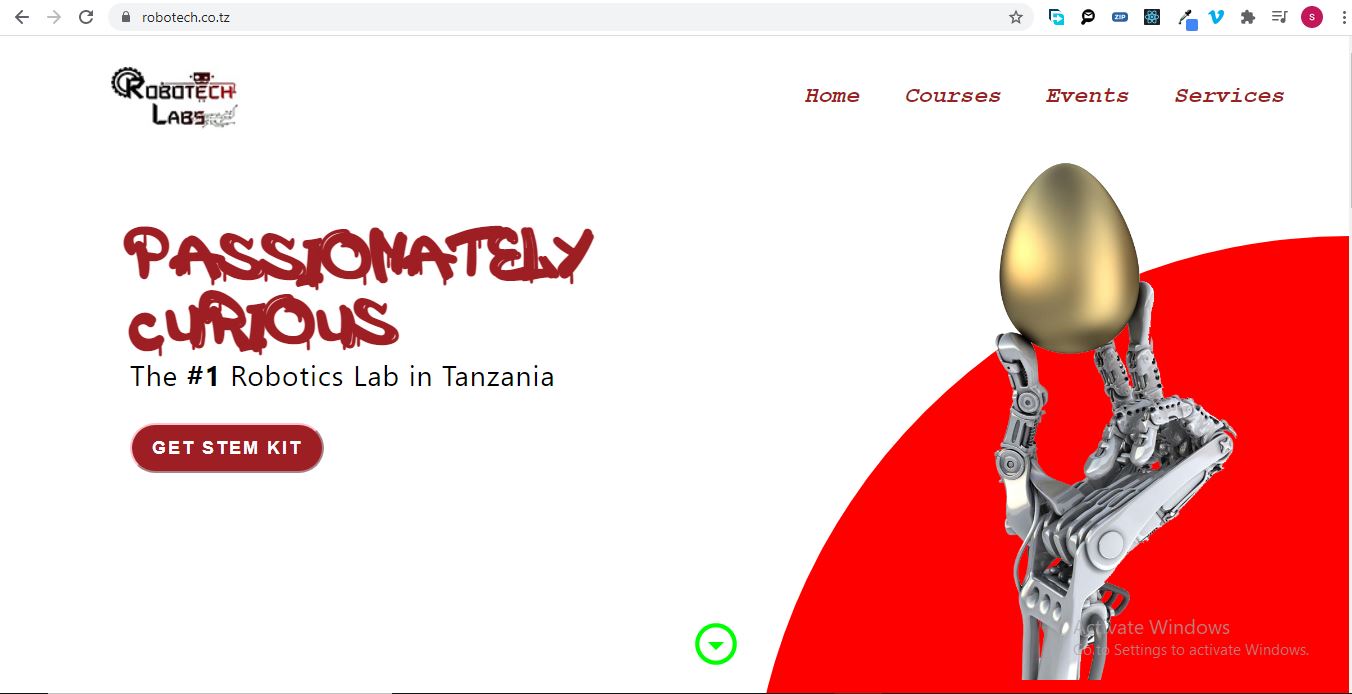 robotech.co.tz
ZIP
S
ROBOTECH
LABS
Home Courses Events Services
PASSIONATELY
CURIOUS
The #1 Robotics Lab in Tanzania
GET STEM KIT
Activate Windows
Go to Settings to activate Windows.